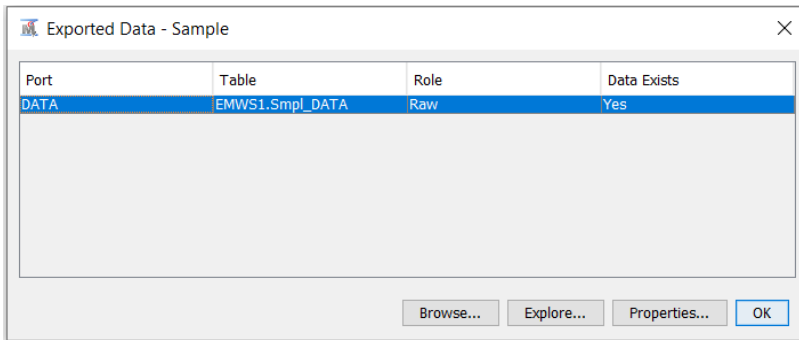 Exported Data - Sample
Port Table Role Data Exists
DATA EMWS1.Smpl_DATA Raw Yes
Browse... Explore... Properties... OK